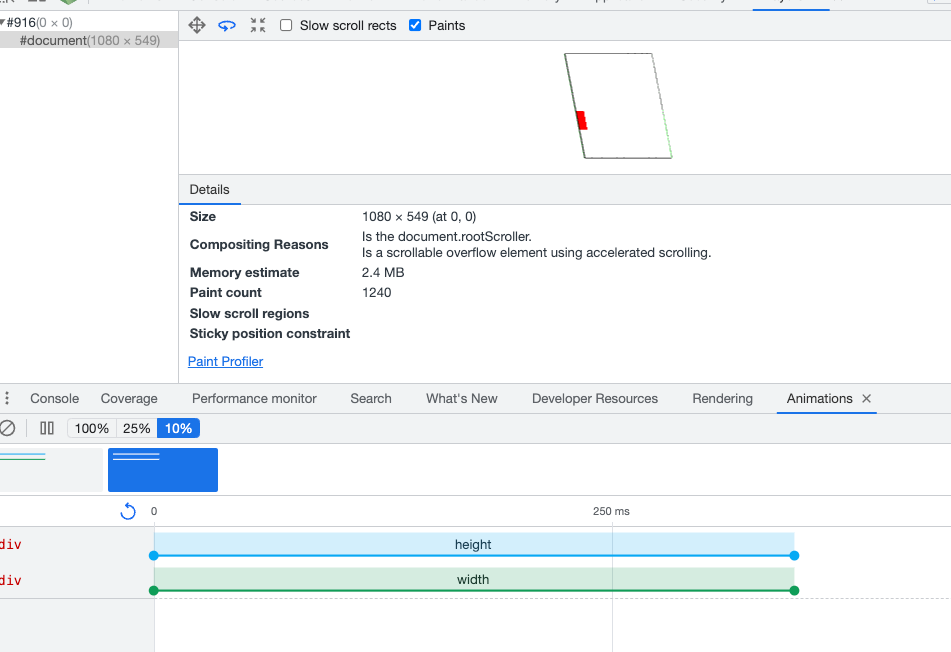 #916(0 × 0)
#document(1080 × 549)
Slow scroll rects
Paints
Details
Size 1080 × 549 (at 0, 0)
Compositing Reasons Is the document.rootScroller.
Is a scrollable overflow element using accelerated scrolling.
Memory estimate 2.4 MB
Paint count 1240
Slow scroll regions
Sticky position constraint
Paint Profiler
Console Coverage Performance monitor Search What's New Developer Resources Rendering Animations
100% 25% 10%
0 250 ms
div height
div width